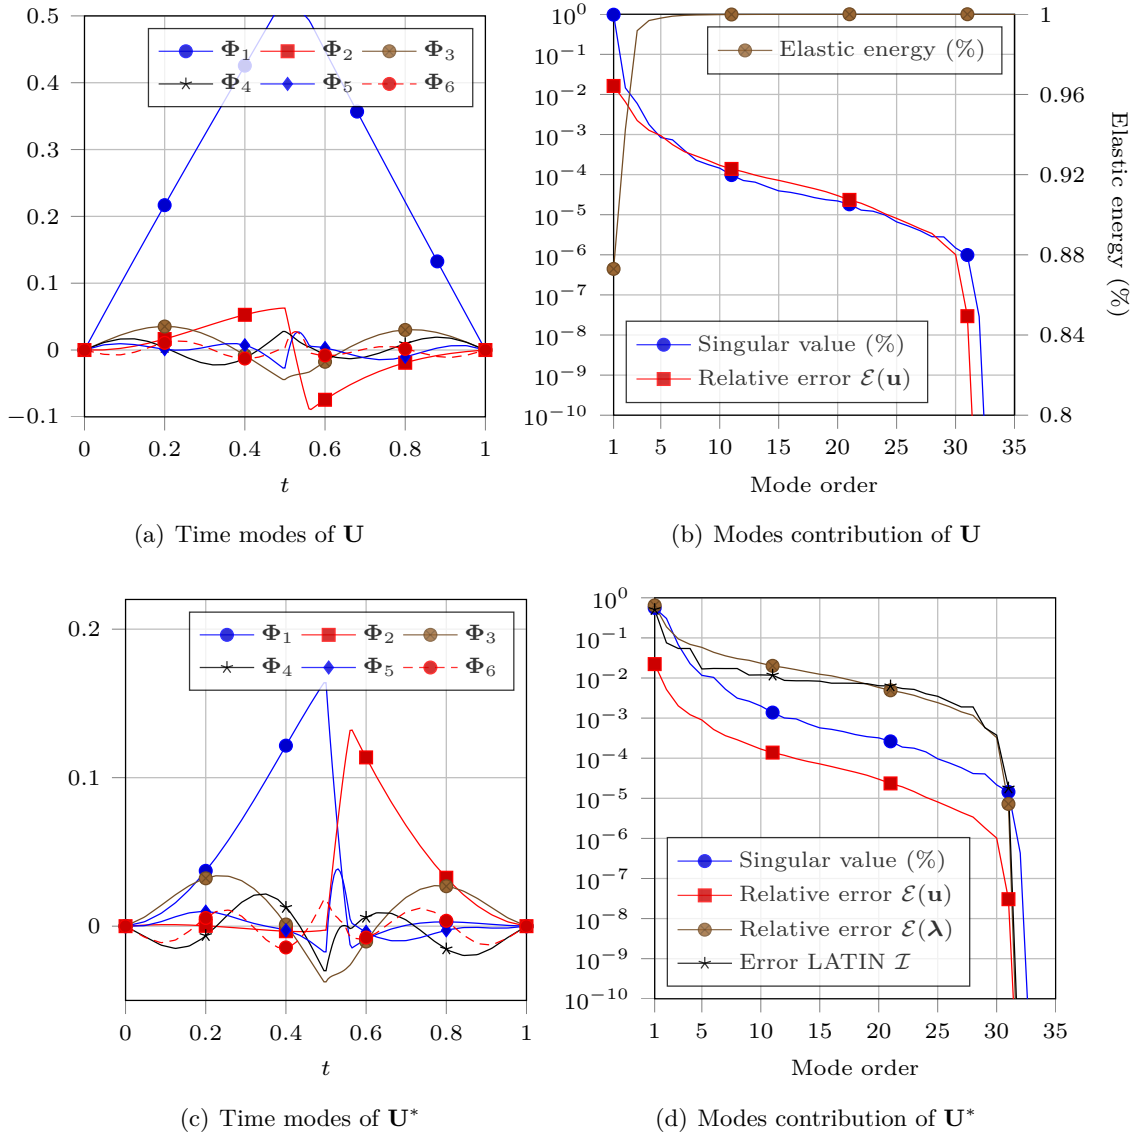 0.5
0.4
0.3
0.2
0.1
0
−0.1
0
0.2
0.4
0.6
0.8
1
t
Φ1
Φ2
Φ3
Φ4
Φ5
Φ6
(a) Time modes of U
10^0
10^−1
10^−2
10^−3
10^−4
10^−5
10^−6
10^−7
10^−8
10^−9
10^−10
1
5
10
15
20
25
30
35
Mode order
1
0.96
0.92
0.88
0.84
0.8
Elastic energy (%)
Elastic energy (%)
Singular value (%)
Relative error ℰ(u)
(b) Modes contribution of U
0.2
0.1
0
0
0.2
0.4
0.6
0.8
1
t
Φ1
Φ2
Φ3
Φ4
Φ5
Φ6
(c) Time modes of U*
10^0
10^−1
10^−2
10^−3
10^−4
10^−5
10^−6
10^−7
10^−8
10^−9
10^−10
1
5
10
15
20
25
30
35
Mode order
Singular value (%)
Relative error ℰ(u)
Relative error ℰ(λ)
Error LATIN ℐ
(d) Modes contribution of U*